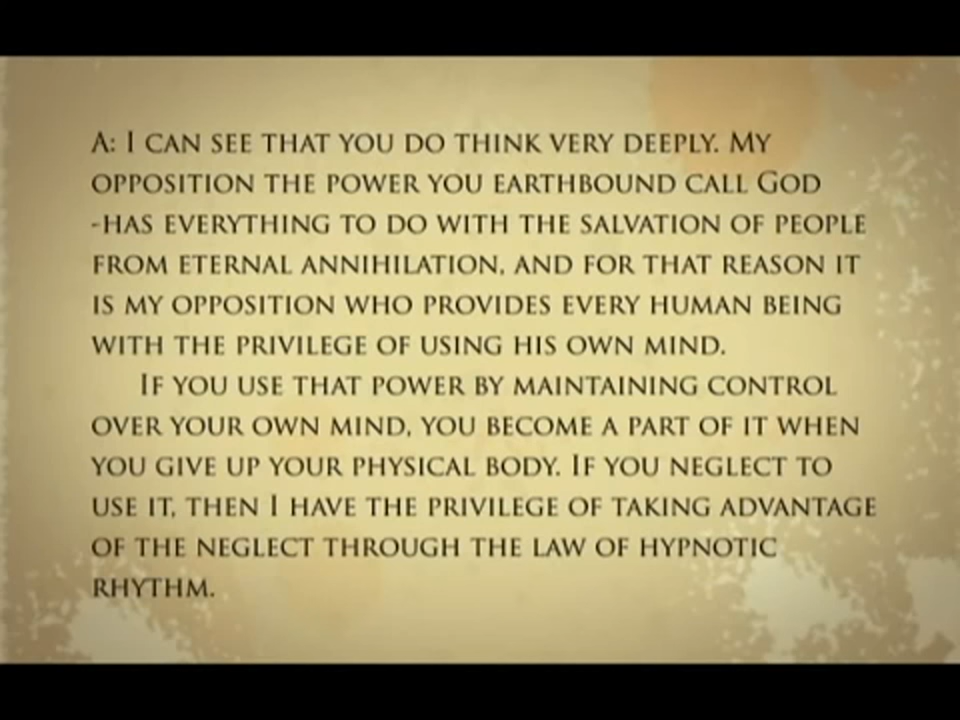 A: I CAN SEE THAT YOU DO THINK VERY DEEPLY. MY
OPPOSITION THE POWER YOU EARTHBOUND CALL GOD
-HAS EVERYTHING TO DO WITH THE SALVATION OF PEOPLE
FROM ETERNAL ANNIHILATION, AND FOR THAT REASON IT
IS MY OPPOSITION WHO PROVIDES EVERY HUMAN BEING
WITH THE PRIVILEGE OF USING HIS OWN MIND.
IF YOU USE THAT POWER BY MAINTAINING CONTROL
OVER YOUR OWN MIND, YOU BECOME A PART OF IT WHEN
YOU GIVE UP YOUR PHYSICAL BODY. IF YOU NEGLECT TO
USE IT, THEN I HAVE THE PRIVILEGE OF TAKING ADVANTAGE
OF THE NEGLECT THROUGH THE LAW OF HYPNOTIC
RHYTHM.